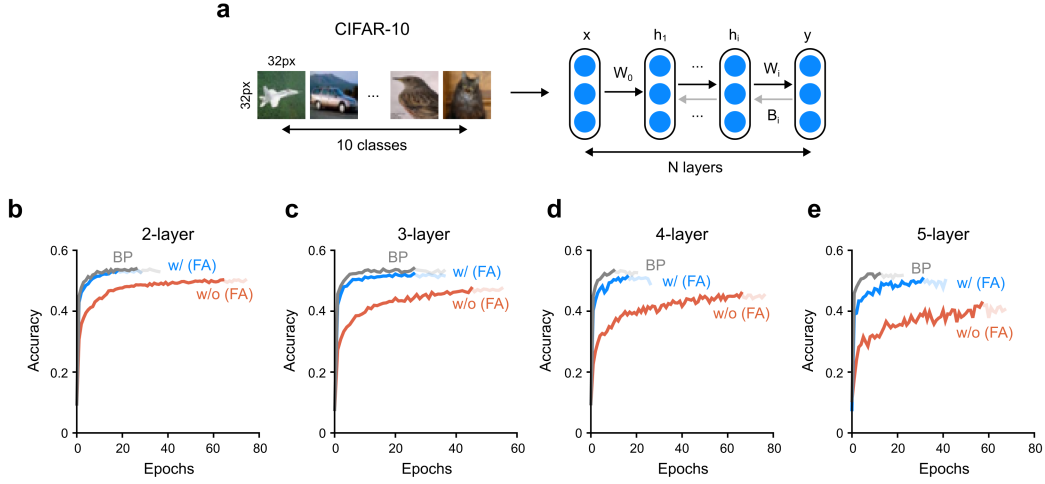 a
CIFAR-10
32px
32px
...
10 classes
x
h1
hi
y
W0
...
Wi
...
Bi
N layers
b
2-layer
BP
w/ (FA)
w/o (FA)
Accuracy
0.6
0.4
0.2
0
0 20 40 60 80
Epochs
c
3-layer
BP
w/ (FA)
w/o (FA)
Accuracy
0.6
0.4
0.2
0
0 20 40 60
Epochs
d
4-layer
BP
w/ (FA)
w/o (FA)
Accuracy
0.6
0.4
0.2
0
0 20 40 60 80
Epochs
e
5-layer
BP
w/ (FA)
w/o (FA)
Accuracy
0.6
0.4
0.2
0
0 20 40 60 80
Epochs